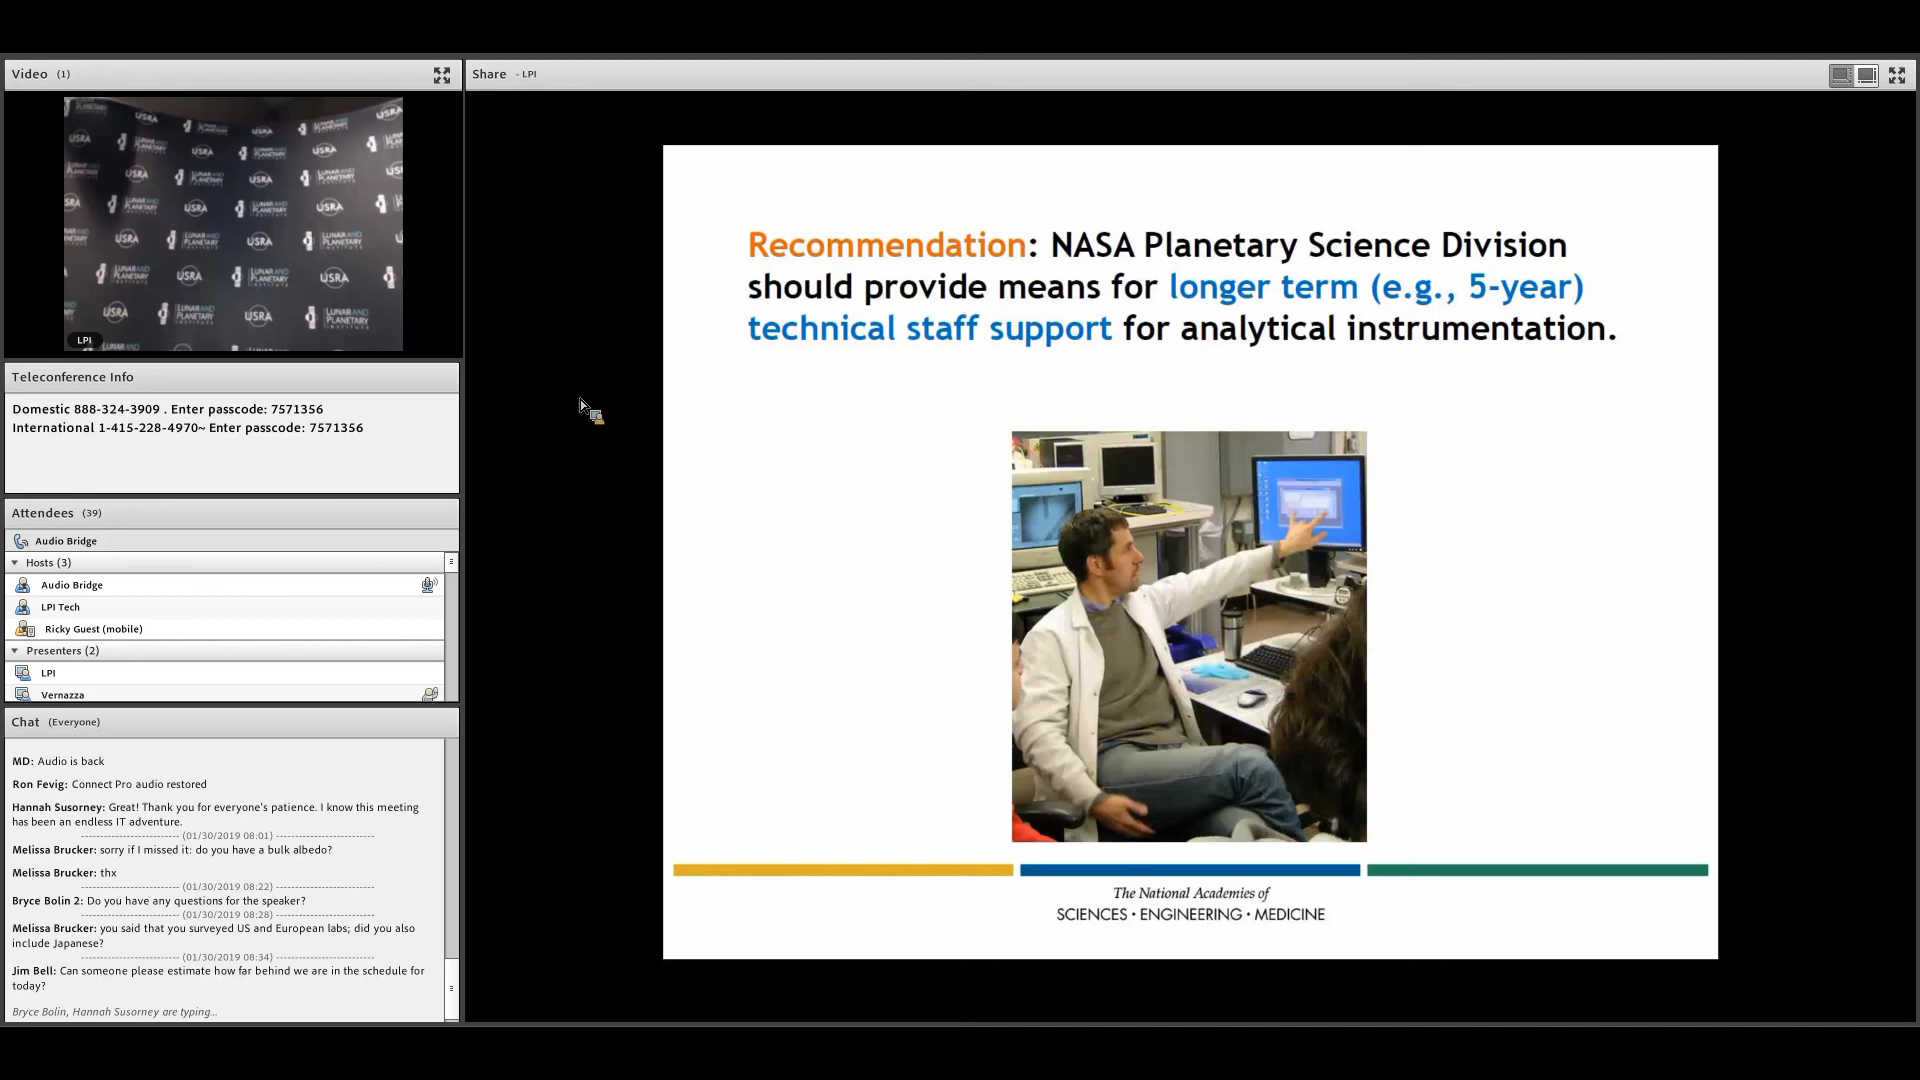 Video (1)
USRA
LUNAR AND PLANETARY INSTITUTE
LPI
Teleconference Info
Domestic 888-324-3909 . Enter passcode: 7571356
International 1-415-228-4970~ Enter passcode: 7571356
Attendees (39)
Audio Bridge
Hosts (3)
Audio Bridge
LPI Tech
Ricky Guest (mobile)
Presenters (2)
LPI
Vernazza
Chat (Everyone)
MD: Audio is back
Ron Fevig: Connect Pro audio restored
Hannah Susorney: Great! Thank you for everyone's patience. I know this meeting
has been an endless IT adventure.
-------------------------- (01/30/2019 08:01) --------------------------
Melissa Brucker: sorry if I missed it: do you have a bulk albedo?
Melissa Brucker: thx
-------------------------- (01/30/2019 08:22) --------------------------
Bryce Bolin 2: Do you have any questions for the speaker?
-------------------------- (01/30/2019 08:28) --------------------------
Melissa Brucker: you said that you surveyed US and European labs; did you also
include Japanese?
-------------------------- (01/30/2019 08:34) --------------------------
Jim Bell: Can someone please estimate how far behind we are in the schedule for
today?
Bryce Bolin, Hannah Susorney are typing...
Share - LPI
Recommendation: NASA Planetary Science Division
should provide means for longer term (e.g., 5-year)
technical staff support for analytical instrumentation.
The National Academies of
SCIENCES • ENGINEERING • MEDICINE